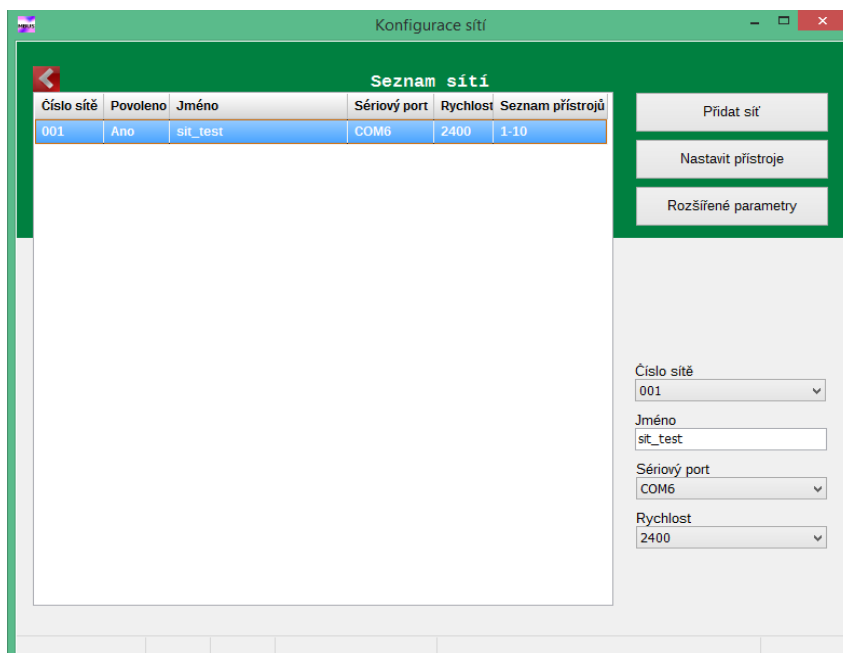 Konfigurace sítí
Seznam sítí
Číslo sítě Povoleno Jméno Sériový port Rychlost Seznam přístrojů
001 Ano sit_test COM6 2400 1-10
Přidat síť
Nastavit přístroje
Rozšířené parametry
Číslo sítě
001
Jméno
sit_test
Sériový port
COM6
Rychlost
2400